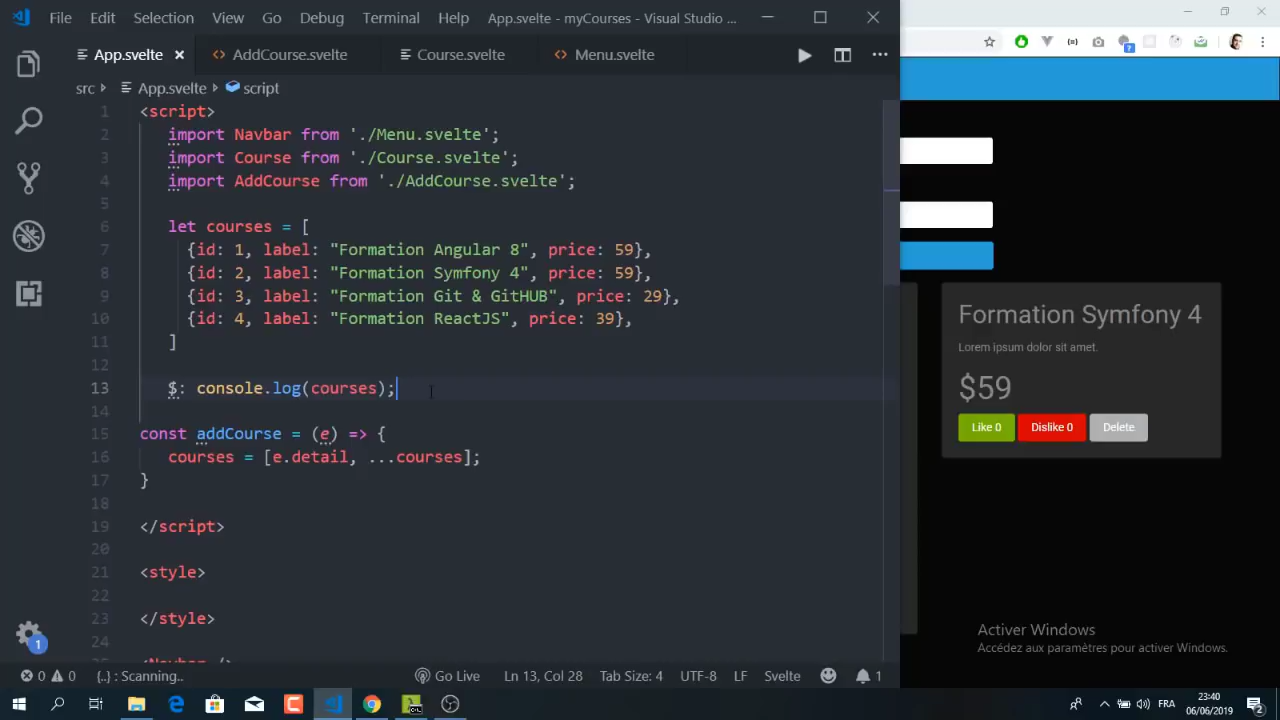 File Edit Selection View Go Debug Terminal Help App.svelte - myCourses - Visual Studio ...
App.svelte AddCourse.svelte Course.svelte Menu.svelte
src App.svelte script
1 <script>
2 import Navbar from './Menu.svelte';
3 import Course from './Course.svelte';
4 import AddCourse from './AddCourse.svelte';
5
6 let courses = [
7 {id: 1, label: "Formation Angular 8", price: 59},
8 {id: 2, label: "Formation Symfony 4", price: 59},
9 {id: 3, label: "Formation Git & GitHUB", price: 29},
10 {id: 4, label: "Formation ReactJS", price: 39},
11 ]
12
13 $: console.log(courses);
14
15 const addCourse = (e) => {
16 courses = [e.detail, ...courses];
17 }
18
19 </script>
20
21 <style>
22
23 </style>
24
<Navbar />
Formation Symfony 4
Lorem ipsum dolor sit amet.
$59
Like 0 Dislike 0 Delete
Activer Windows
Accédez aux paramètres pour activer Windows.
1
0 0 {..} : Scanning.. Go Live Ln 13, Col 28 Tab Size: 4 UTF-8 LF Svelte 1
FRA 23:40
06/06/2019 2